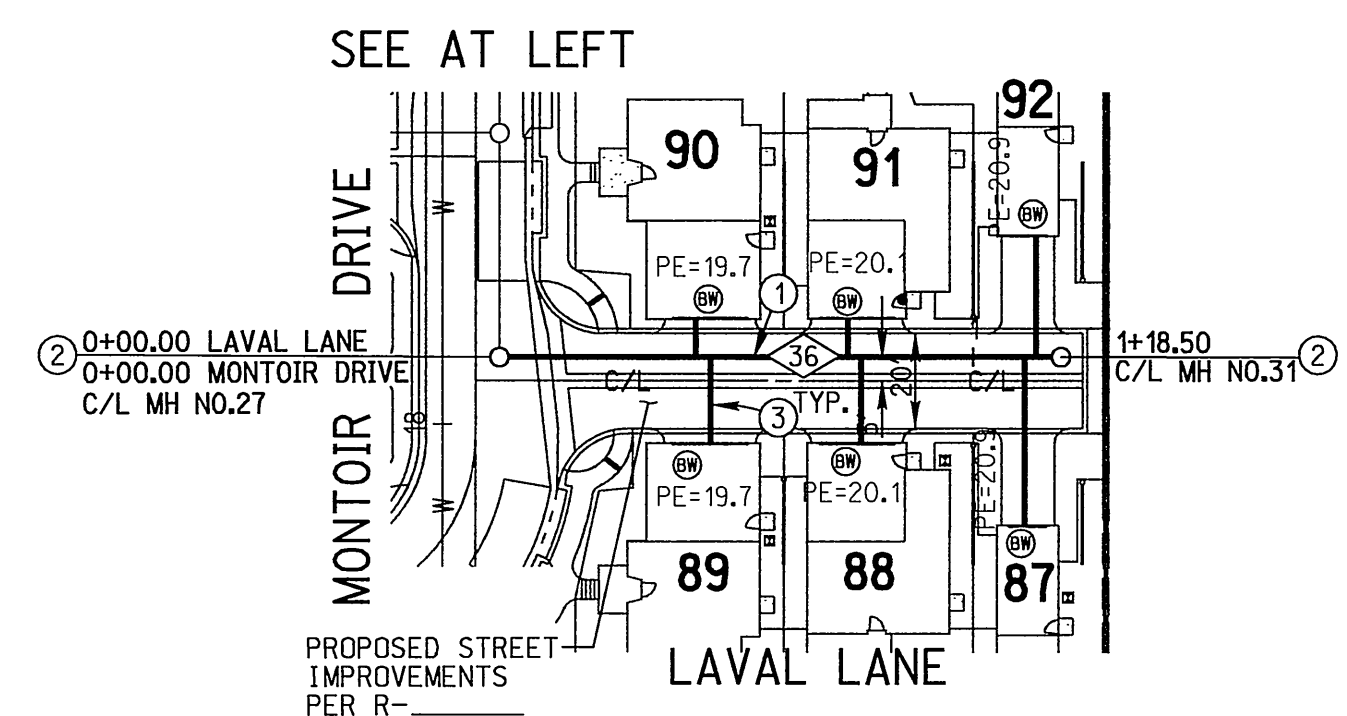 SEE AT LEFT
MONTOIR DRIVE
90
91
92
PE=19.7
PE=20.1
PE=20.9
BW
BW
BW
1
2
0+00.00 LAVAL LANE
0+00.00 MONTOIR DRIVE
C/L MH NO.27
36
1+18.50
C/L MH NO.31
2
C/L
C/L
20'
TYP.
3
5'
18
W
W
BW
BW
BW
PE=19.7
PE=20.1
PE=20.9
89
88
87
PROPOSED STREET
IMPROVEMENTS
PER R-________
LAVAL LANE